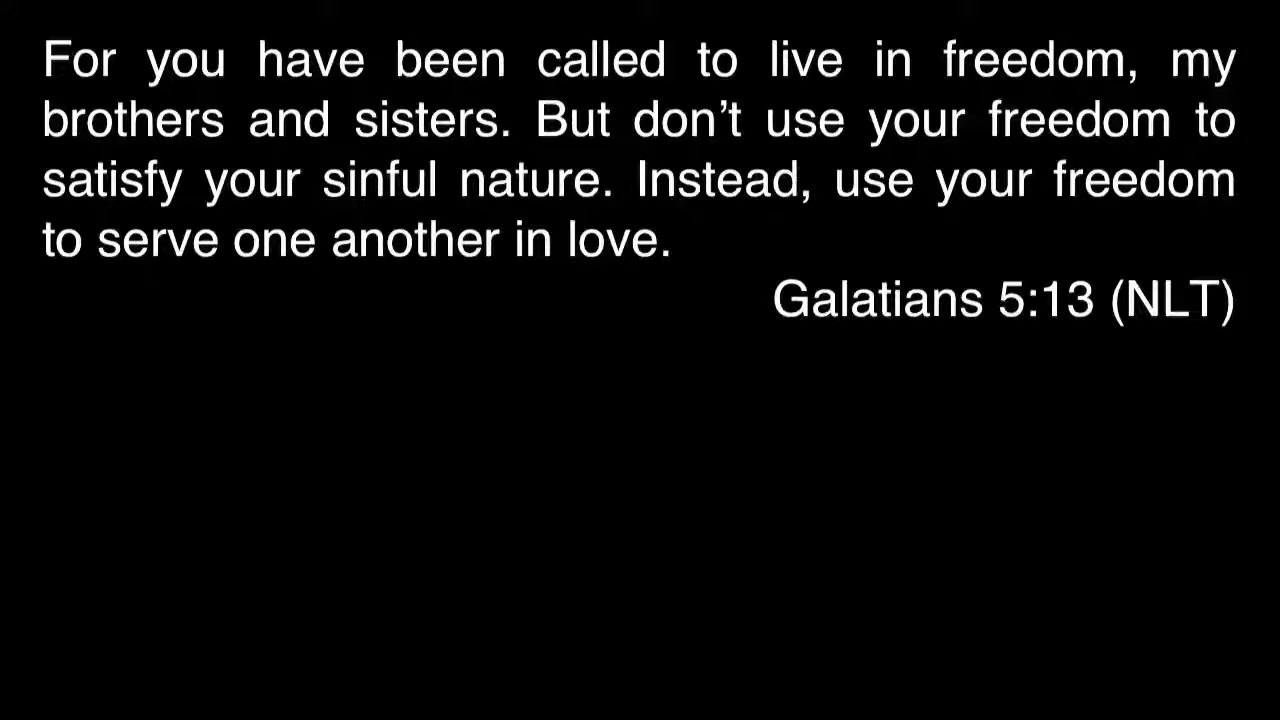 For you have been called to live in freedom, my
brothers and sisters. But don’t use your freedom to
satisfy your sinful nature. Instead, use your freedom
to serve one another in love.
Galatians 5:13 (NLT)